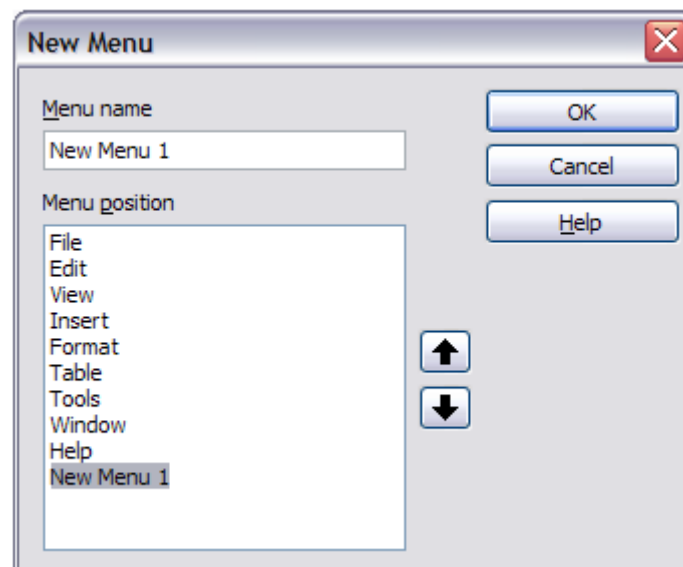 New Menu
Menu name
New Menu 1
Menu position
File
Edit
View
Insert
Format
Table
Tools
Window
Help
New Menu 1
OK
Cancel
Help